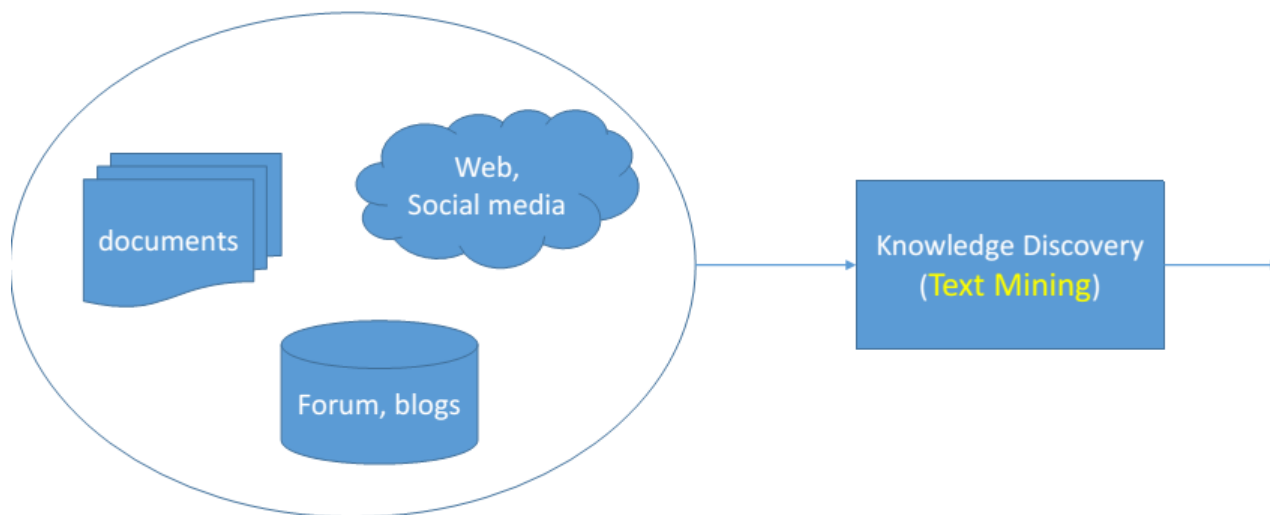 documents
Web,
Social media
Forum, blogs
Knowledge Discovery
(Text Mining)